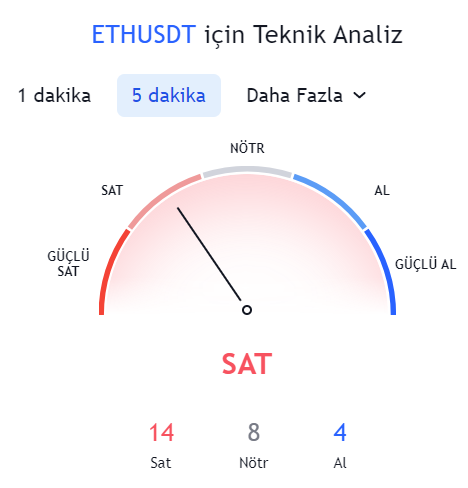 ETHUSDT için Teknik Analiz
1 dakika 5 dakika Daha Fazla
NÖTR
SAT AL
GÜÇLÜ
SAT
GÜÇLÜ AL
SAT
14 8 4
Sat Nötr Al